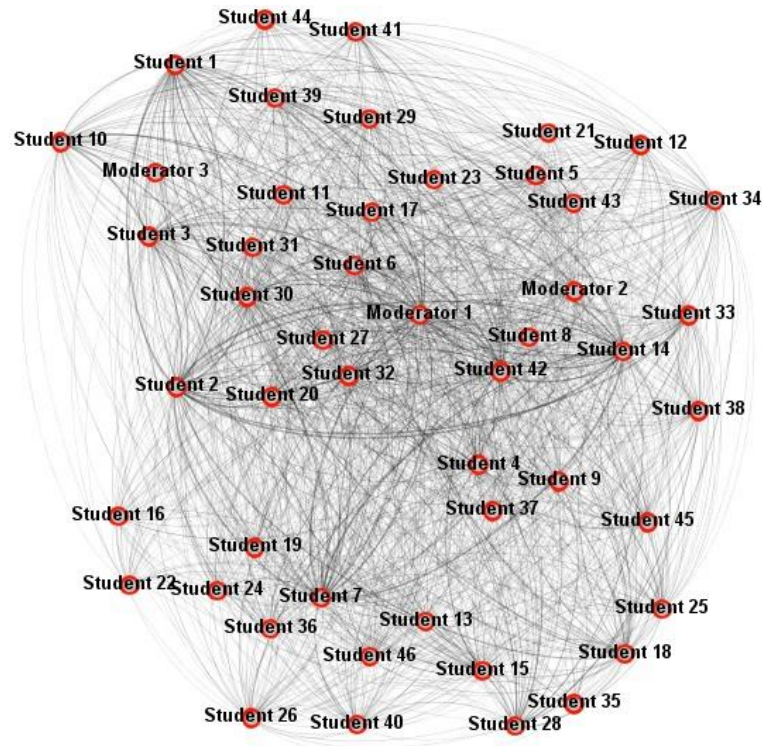 Student 44
Student 41
Student 1
Student 39
Student 29
Student 10
Student 21
Student 12
Moderator 3
Student 11
Student 23
Student 5
Student 17
Student 43
Student 34
Student 3
Student 31
Student 6
Student 30
Moderator 2
Moderator 1
Student 33
Student 27
Student 8
Student 14
Student 2
Student 32
Student 42
Student 20
Student 38
Student 4
Student 9
Student 16
Student 37
Student 45
Student 19
Student 22
Student 24
Student 7
Student 25
Student 36
Student 13
Student 46
Student 15
Student 18
Student 26
Student 40
Student 35
Student 28